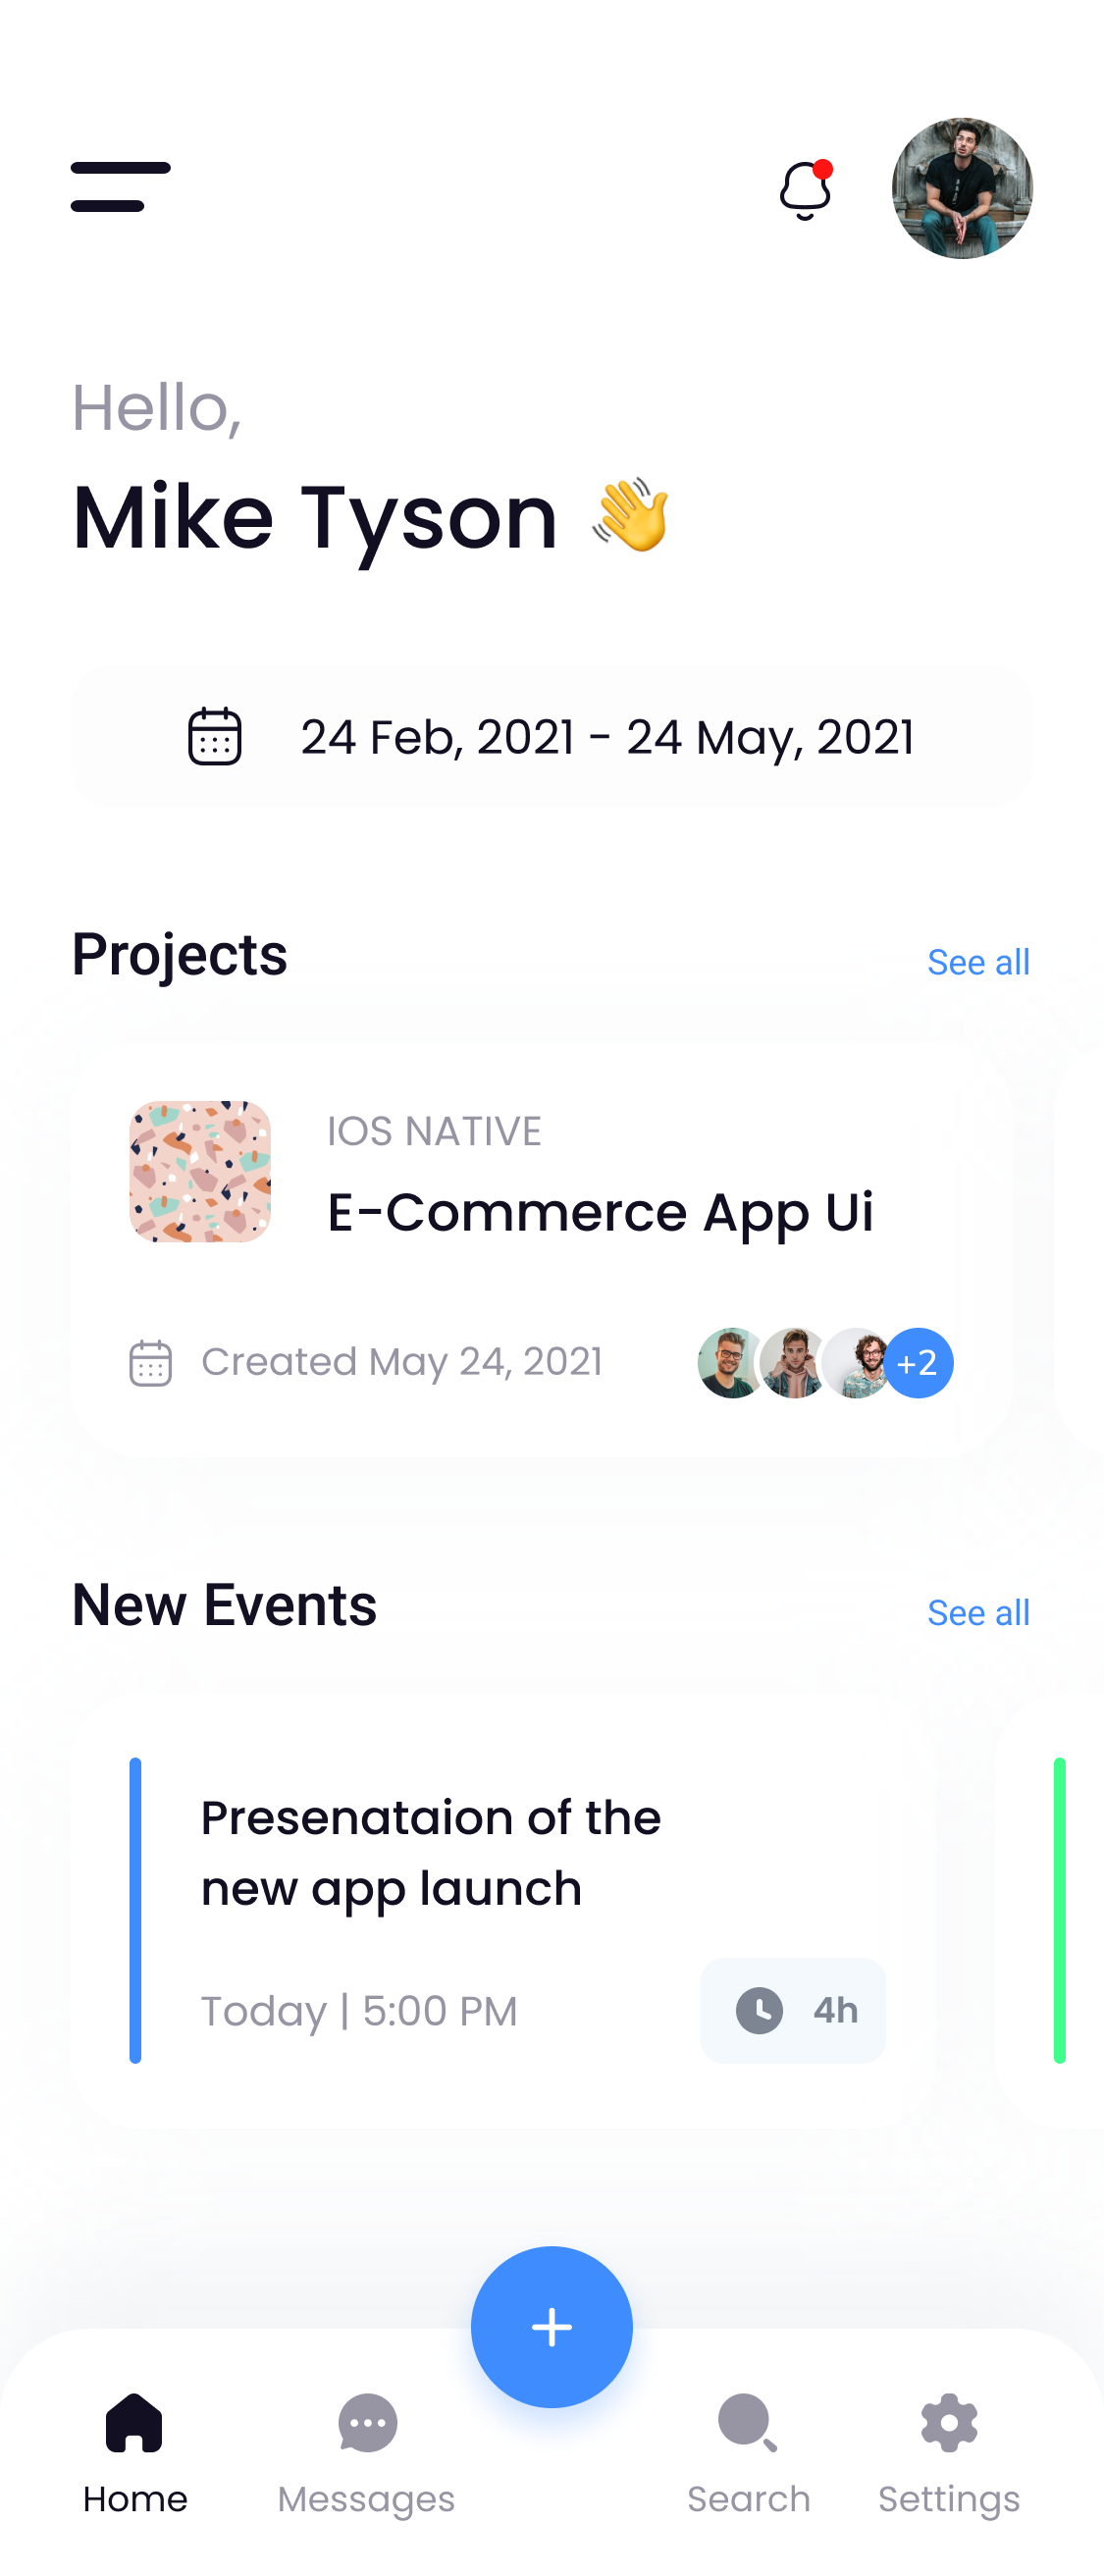 Hello,
Mike Tyson 👋
24 Feb, 2021 - 24 May, 2021
Projects
See all
IOS NATIVE
E-Commerce App Ui
Created May 24, 2021
+2
New Events
See all
Presenataion of the
new app launch
Today | 5:00 PM
4h
Home
Messages
Search
Settings